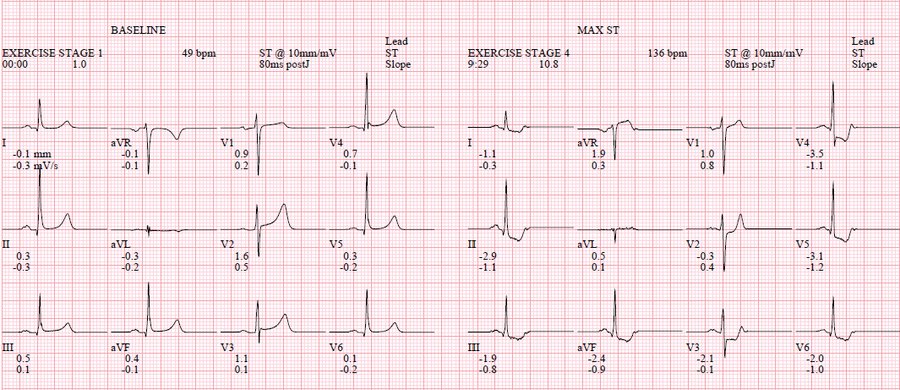 BASELINE
EXERCISE STAGE 1 49 bpm ST @ 10mm/mV Lead
00:00 1.0 80ms postJ ST
Slope
I
-0.1 mm
-0.3 mV/s
aVR
-0.1
-0.1
V1
0.9
0.2
V4
0.7
-0.1
II
0.3
-0.3
aVL
-0.3
-0.2
V2
1.6
0.5
V5
0.3
-0.2
III
0.5
0.1
aVF
0.4
-0.1
V3
1.1
0.1
V6
0.1
-0.2
MAX ST
EXERCISE STAGE 4 136 bpm ST @ 10mm/mV Lead
9:29 10.8 80ms postJ ST
Slope
I
-1.1
-0.3
aVR
1.9
0.3
V1
1.0
0.8
V4
-3.5
-1.1
II
-2.9
-1.1
aVL
0.5
0.1
V2
-0.3
0.4
V5
-3.1
-1.2
III
-1.9
-0.8
aVF
-2.4
-0.9
V3
-2.1
-0.1
V6
-2.0
-1.0